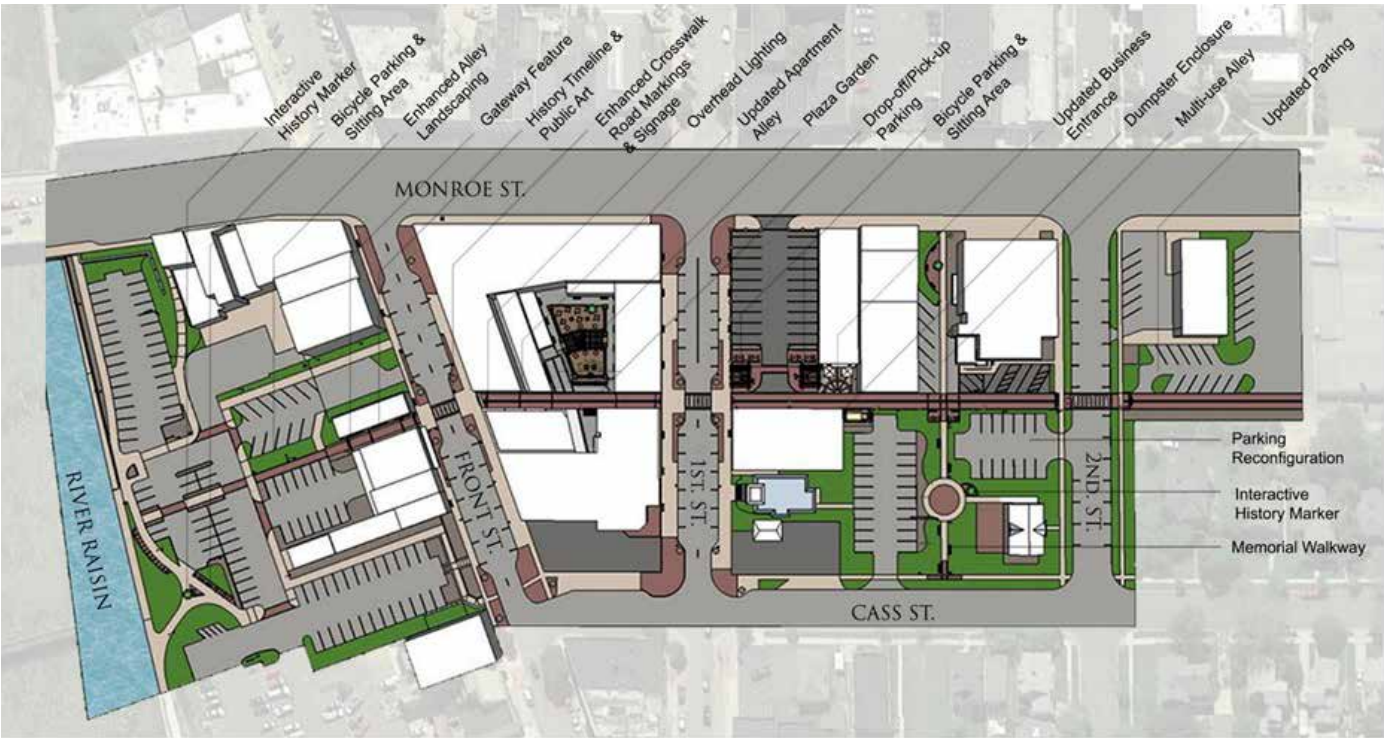 Interactive
History Marker
Bicycle Parking &
Sitting Area
Enhanced Alley
Landscaping
Gateway Feature
History Timeline &
Public Art
Enhanced Crosswalk
Road Markings
& Signage
Overhead Lighting
Updated Apartment
Alley
Plaza Garden
Drop-off/Pick-up
Parking
Bicycle Parking &
Sitting Area
Updated Business
Entrance
Dumpster Enclosure
Multi-use Alley
Updated Parking
MONROE ST.
RIVER RAISIN
FRONT ST.
1ST. ST.
2ND. ST.
Parking
Reconfiguration
Interactive
History Marker
Memorial Walkway
CASS ST.